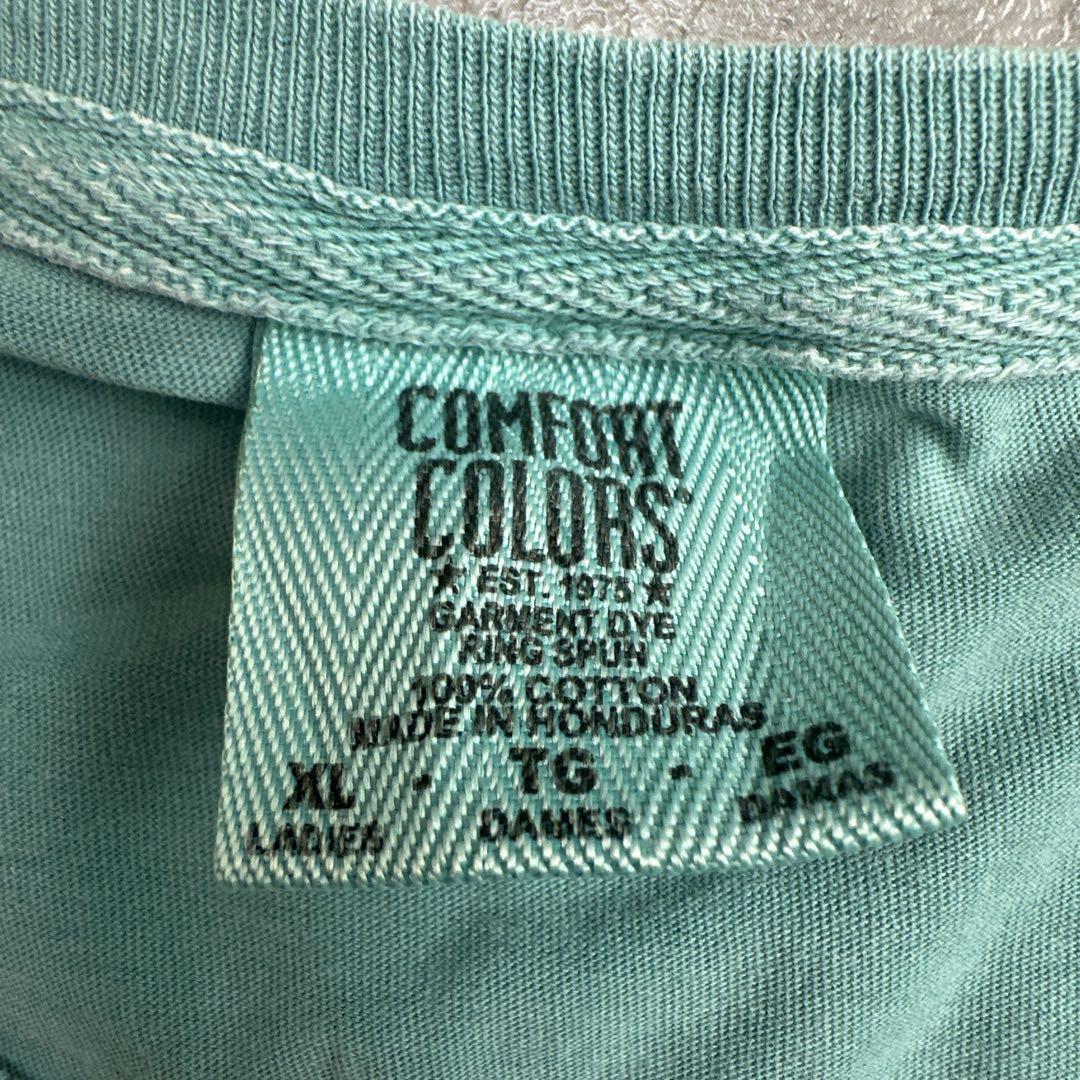 COMFORT
COLORS®
★ EST. 1975 ★
GARMENT DYE
RING SPUN
100% COTTON
MADE IN HONDURAS
XL - TG - EG
LADIES DAMES DAMAS